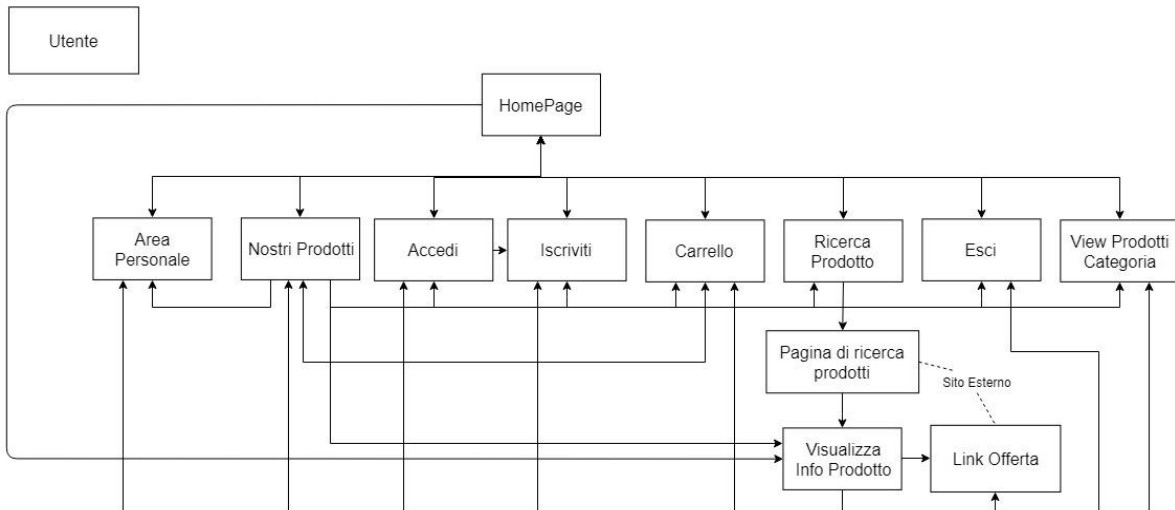 Utente
HomePage
Area
Personale
Nostri Prodotti
Accedi
Iscriviti
Carrello
Ricerca
Prodotto
Esci
View Prodotti
Categoria
Pagina di ricerca
prodotti
Sito Esterno
Visualizza
Info Prodotto
Link Offerta